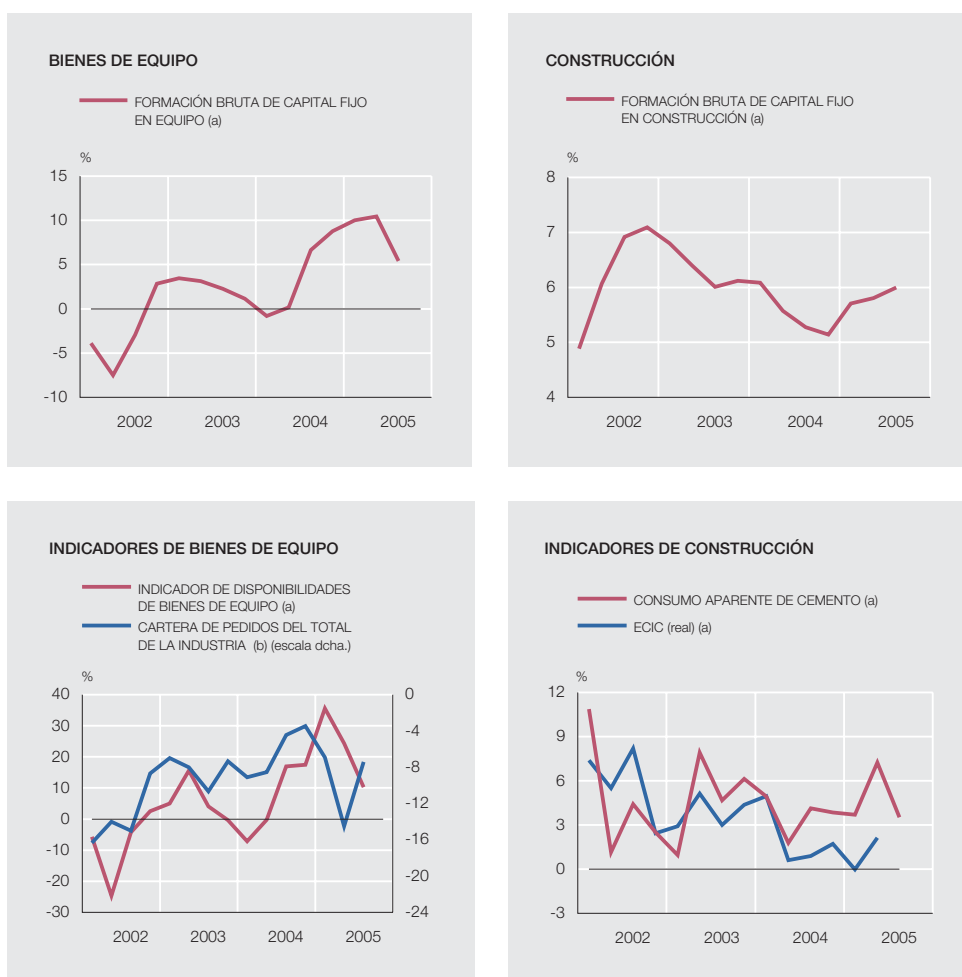 BIENES DE EQUIPO
FORMACIÓN BRUTA DE CAPITAL FIJO
EN EQUIPO (a)
%
15
10
5
0
-5
-10
2002 2003 2004 2005
CONSTRUCCIÓN
FORMACIÓN BRUTA DE CAPITAL FIJO
EN CONSTRUCCIÓN (a)
%
8
7
6
5
4
2002 2003 2004 2005
INDICADORES DE BIENES DE EQUIPO
INDICADOR DE DISPONIBILIDADES
DE BIENES DE EQUIPO (a)
CARTERA DE PEDIDOS DEL TOTAL
DE LA INDUSTRIA (b) (escala dcha.)
%
40 0
30 -4
20 -8
10 -12
0 -16
-10 -20
-20 -24
-30
2002 2003 2004 2005
INDICADORES DE CONSTRUCCIÓN
CONSUMO APARENTE DE CEMENTO (a)
ECIC (real) (a)
%
12
9
6
3
0
-3
2002 2003 2004 2005